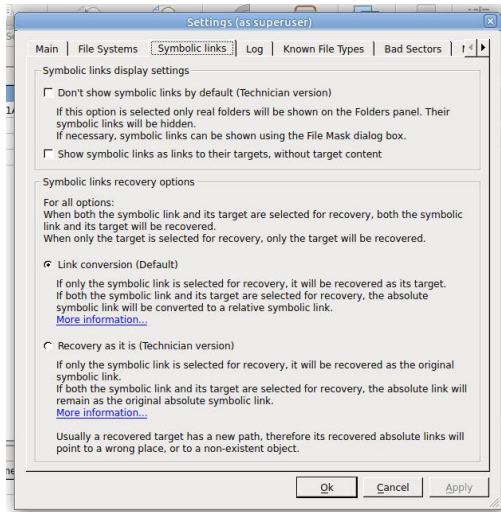 Settings (as superuser)
Main
File Systems
Symbolic links
Log
Known File Types
Bad Sectors
Symbolic links display settings
Don't show symbolic links by default (Technician version)
If this option is selected only real folders will be shown on the Folders panel. Their
symbolic links will be hidden.
If necessary, symbolic links can be shown using the File Mask dialog box.
Show symbolic links as links to their targets, without target content
Symbolic links recovery options
For all options:
When both the symbolic link and its target are selected for recovery, both the symbolic
link and its target will be recovered.
When only the target is selected for recovery, only the target will be recovered.
Link conversion (Default)
If only the symbolic link is selected for recovery, it will be recovered as its target.
If both the symbolic link and its target are selected for recovery, the absolute
symbolic link will be converted to a relative symbolic link.
More information...
Recovery as it is (Technician version)
If only the symbolic link is selected for recovery, it will be recovered as the original
symbolic link.
If both the symbolic link and its target are selected for recovery, the absolute link will
remain as the original absolute symbolic link.
More information...
Usually a recovered target has a new path, therefore its recovered absolute links will
point to a wrong place, or to a non-existent object.
Ok
Cancel
Apply